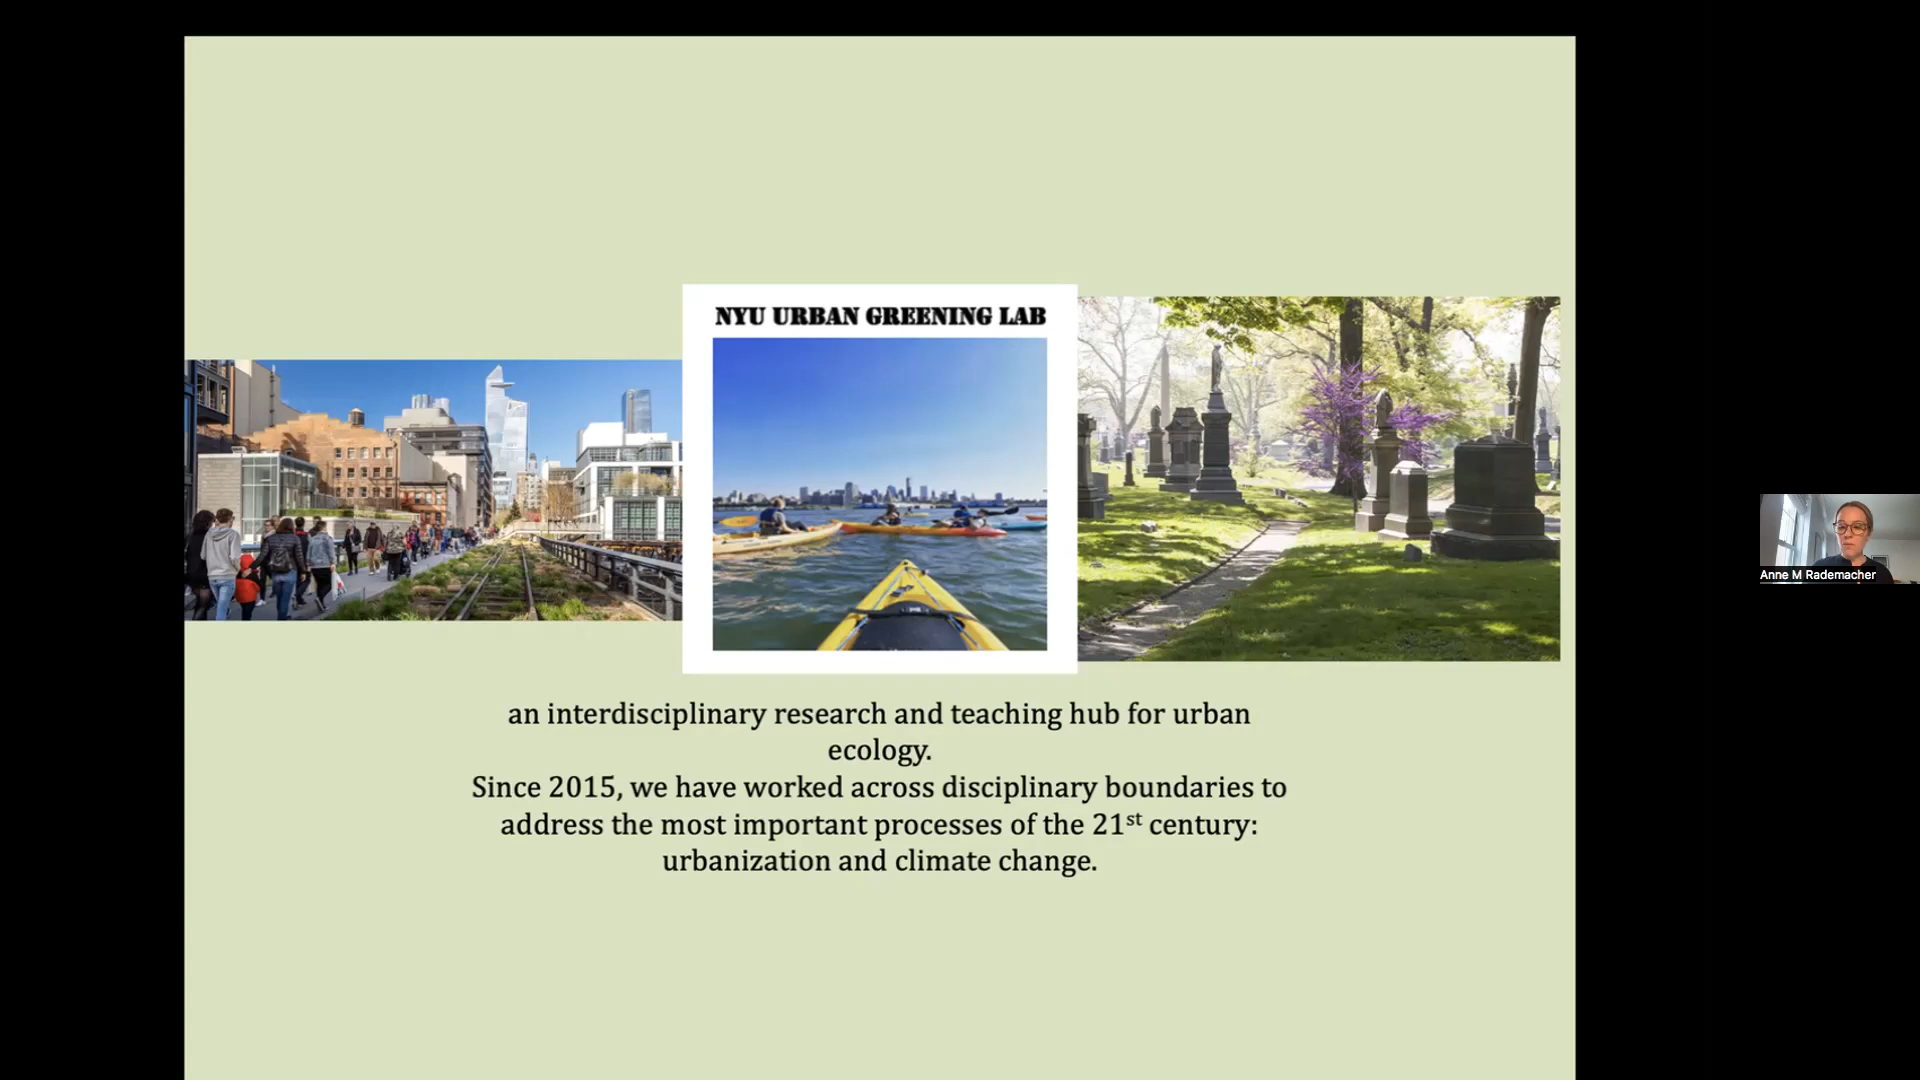 NYU URBAN GREENING LAB
an interdisciplinary research and teaching hub for urban
ecology.
Since 2015, we have worked across disciplinary boundaries to
address the most important processes of the 21st century:
urbanization and climate change.
Anne M Rademacher